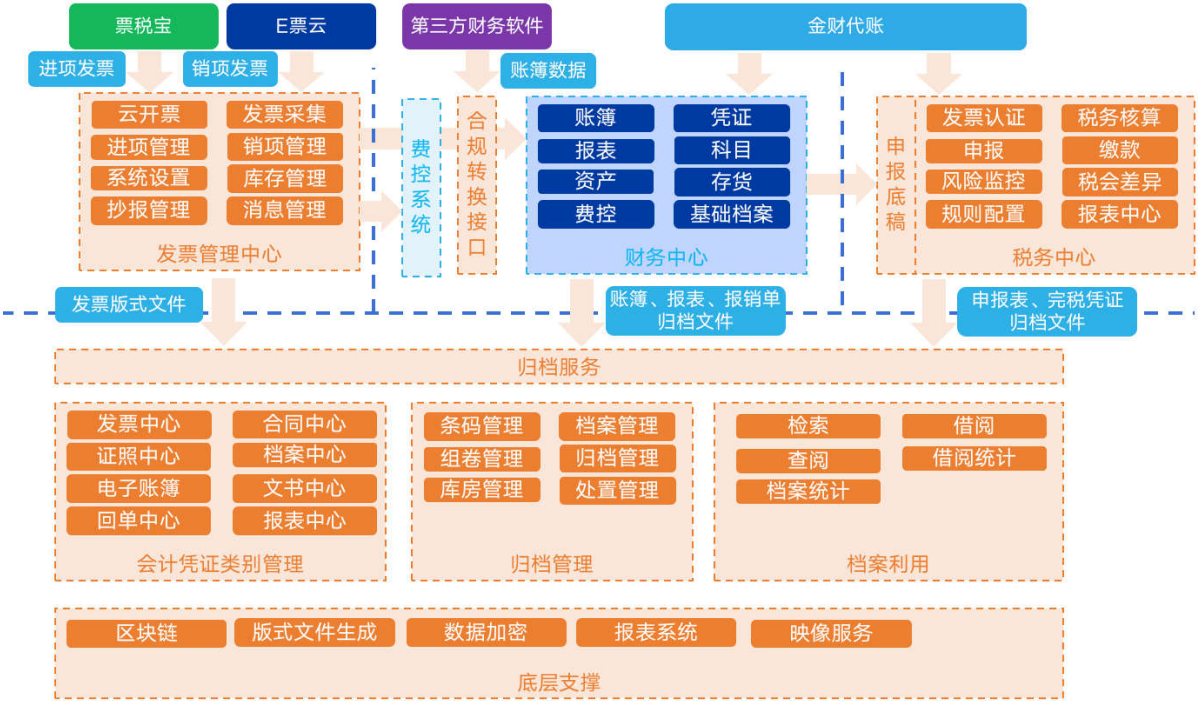 票税宝
E票云
第三方财务软件
金财代账
进项发票
销项发票
账簿数据
云开票
发票采集
进项管理
销项管理
系统设置
库存管理
抄报管理
消息管理
发票管理中心
费控系统
合规转换接口
账簿
凭证
报表
科目
资产
存货
费控
基础档案
财务中心
申报底稿
发票认证
税务核算
申报
缴款
风险监控
税会差异
规则配置
报表中心
税务中心
发票版式文件
账簿、报表、报销单
归档文件
申报表、完税凭证
归档文件
归档服务
发票中心
合同中心
证照中心
档案中心
电子账簿
文书中心
回单中心
报表中心
会计凭证类别管理
条码管理
档案管理
组卷管理
归档管理
库房管理
处置管理
归档管理
检索
借阅
查阅
借阅统计
档案统计
档案利用
区块链
版式文件生成
数据加密
报表系统
映像服务
底层支撑